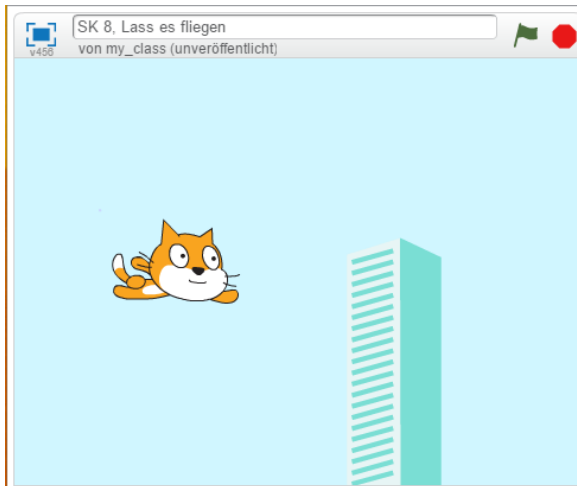 SK 8, Lass es fliegen
von my_class (unveröffentlicht)
v456